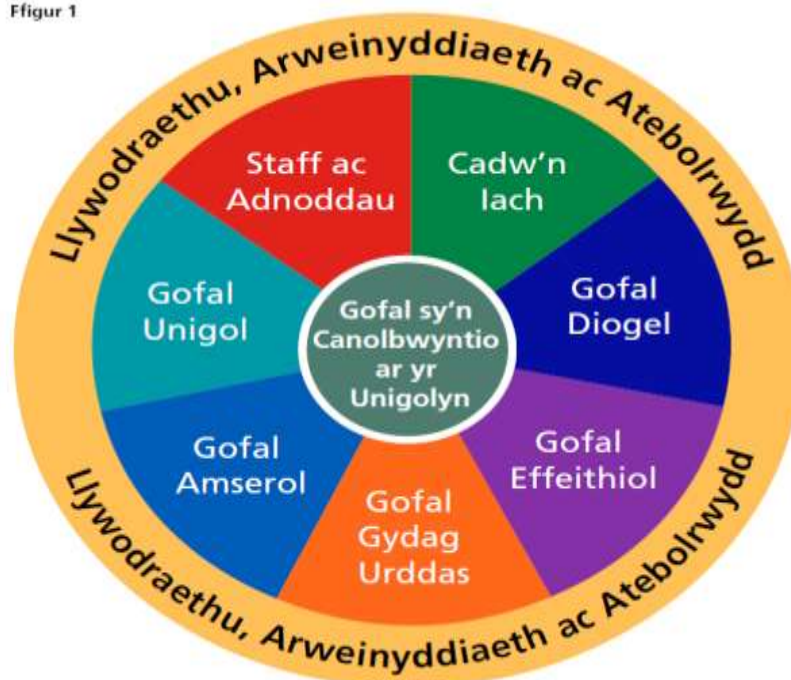 Ffigur 1
Llywodraethu, Arweinyddiaeth ac Atebolrwydd
Staff ac
Adnoddau
Cadw'n
Iach
Gofal
Unigol
Gofal
Diogel
Gofal sy'n
Canolbwyntio
ar yr
Unigolyn
Gofal
Amserol
Gofal
Effeithiol
Gofal
Gydag
Urddas
Llywodraethu, Arweinyddiaeth ac Atebolrwydd